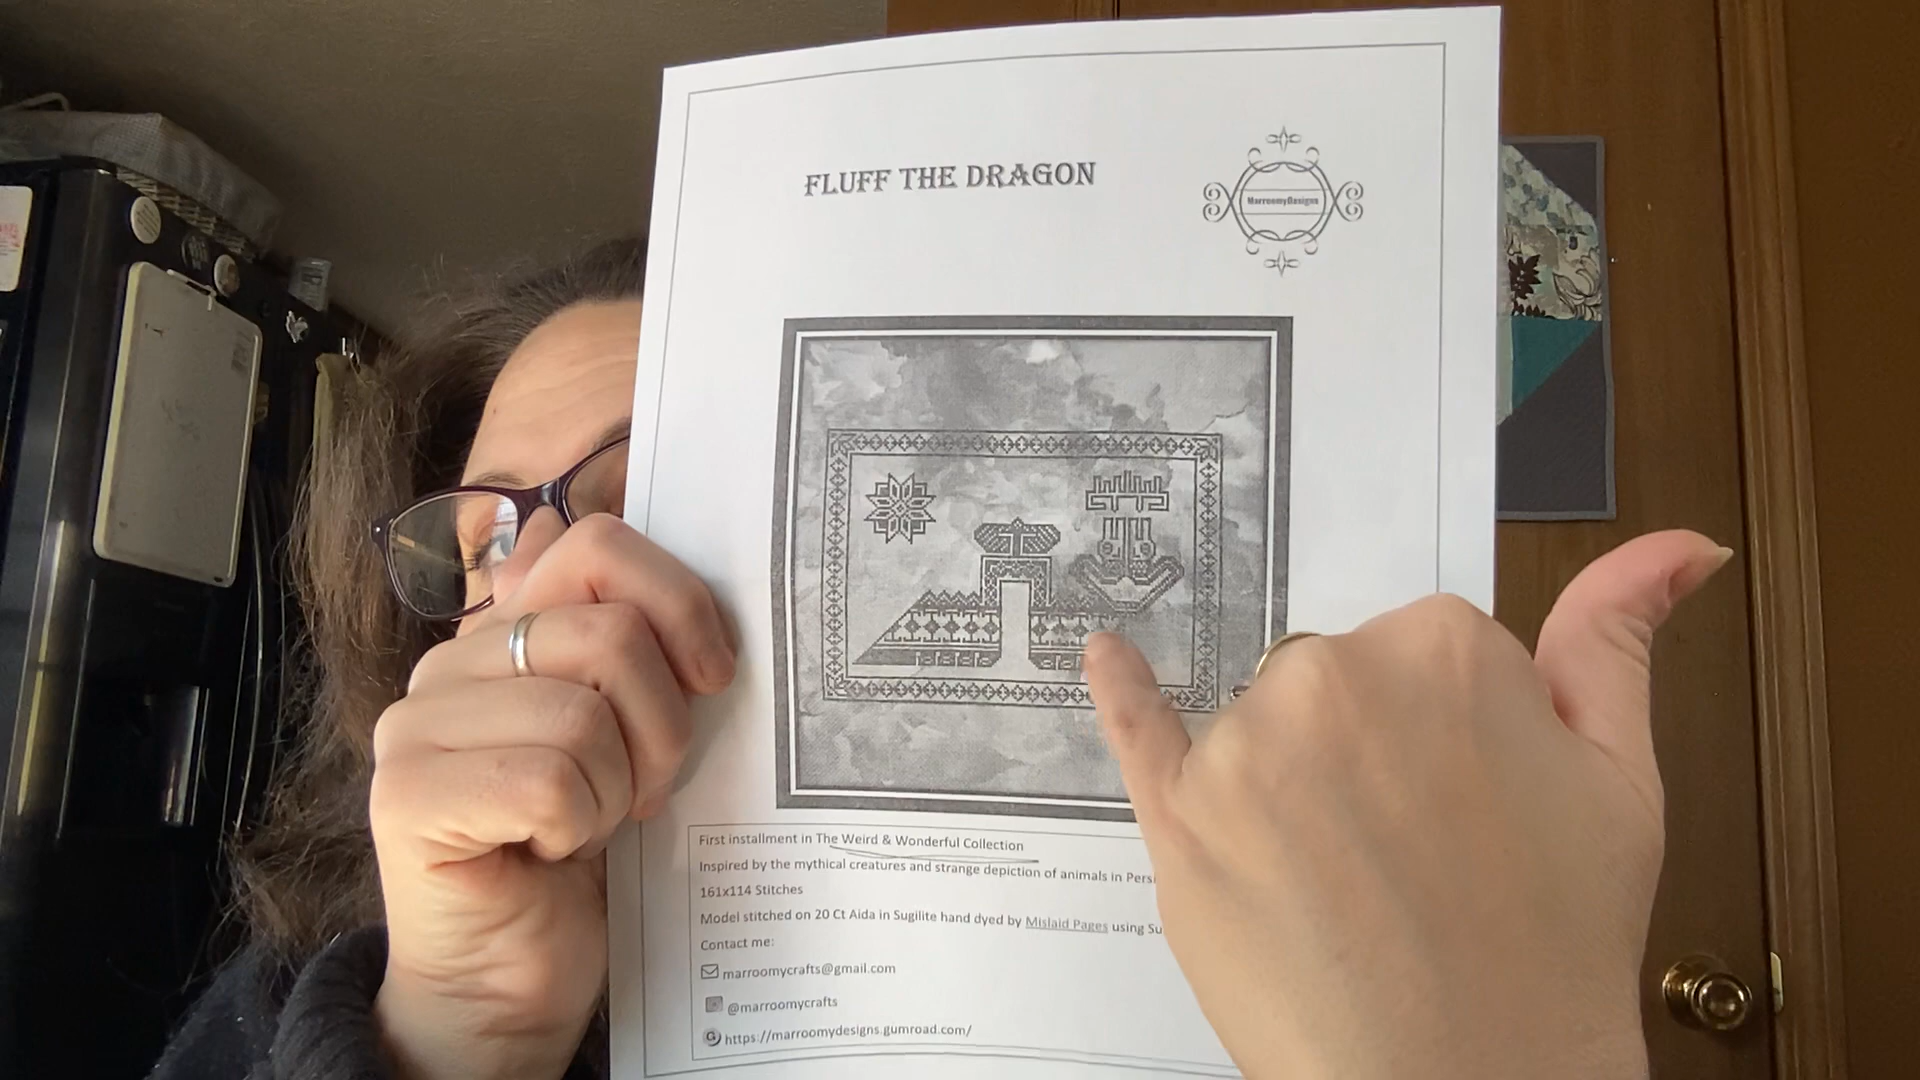 FLUFF THE DRAGON
MarroomyDesigns
First installment in The Weird & Wonderful Collection
Inspired by the mythical creatures and strange depiction of animals in Persi
161x114 Stitches
Model stitched on 20 Ct Aida in Sugilite hand dyed by Mislaid Pages using Su
Contact me:
marroomycrafts@gmail.com
@marroomycrafts
G https://marroomydesigns.gumroad.com/